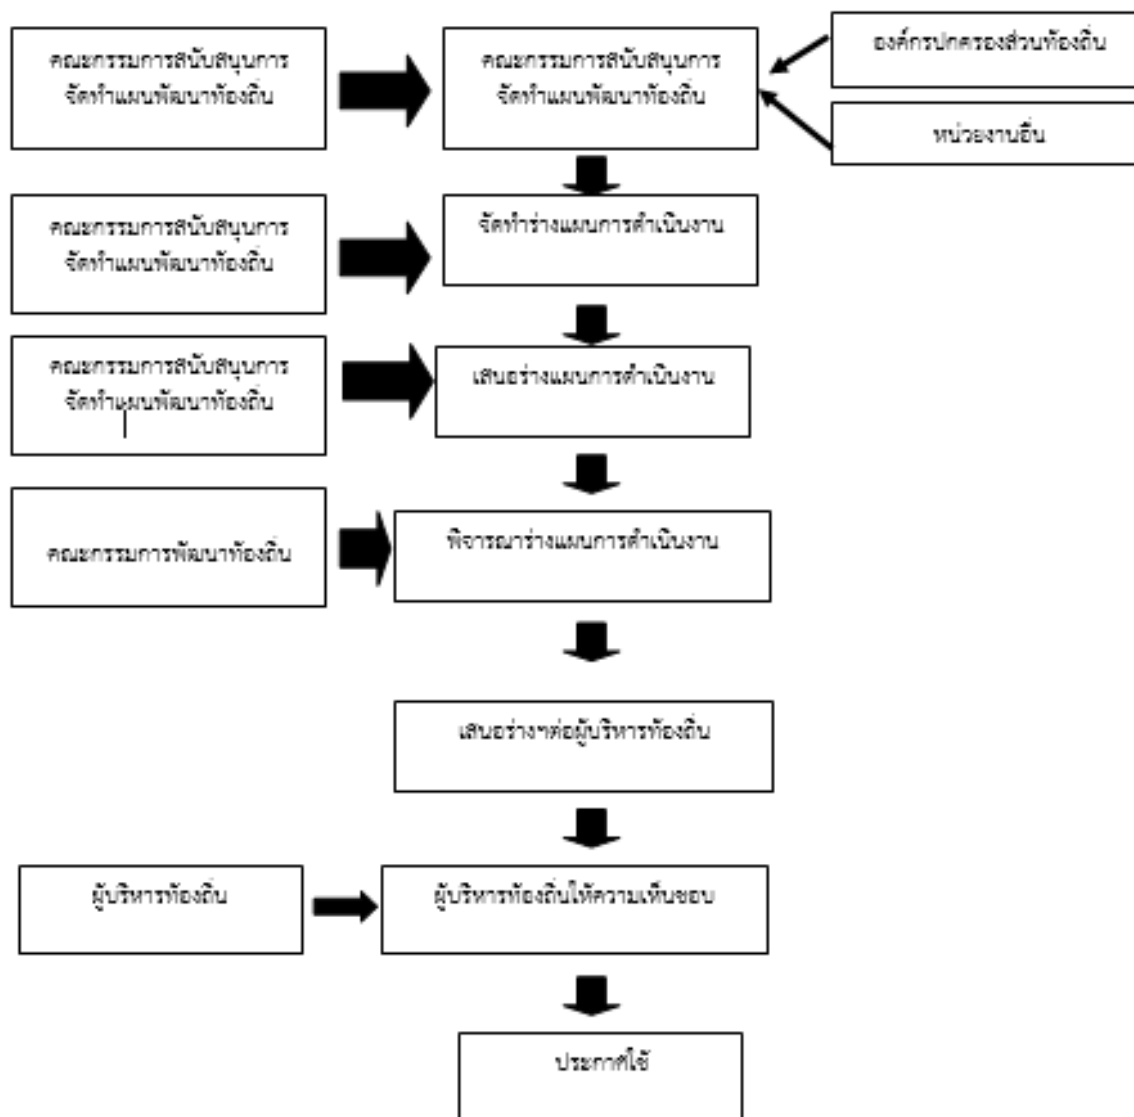 คณะกรรมการสนับสนุนการ
จัดทำแผนพัฒนาท้องถิ่น
คณะกรรมการสนับสนุนการ
จัดทำแผนพัฒนาท้องถิ่น
องค์กรปกครองส่วนท้องถิ่น
หน่วยงานอื่น
คณะกรรมการสนับสนุนการ
จัดทำแผนพัฒนาท้องถิ่น
จัดทำร่างแผนการดำเนินงาน
คณะกรรมการสนับสนุนการ
จัดทำแผนพัฒนาท้องถิ่น
เสนอร่างแผนการดำเนินงาน
คณะกรรมการพัฒนาท้องถิ่น
พิจารณาร่างแผนการดำเนินงาน
เสนอร่างฯต่อผู้บริหารท้องถิ่น
ผู้บริหารท้องถิ่น
ผู้บริหารท้องถิ่นให้ความเห็นชอบ
ประกาศใช้